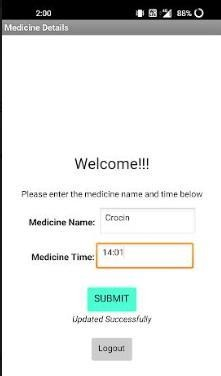 2:00 88%
Medicine Details
Welcome!!!
Please enter the medicine name and time below
Medicine Name: Crocin
Medicine Time: 14:01
SUBMIT
Updated Successfully
Logout